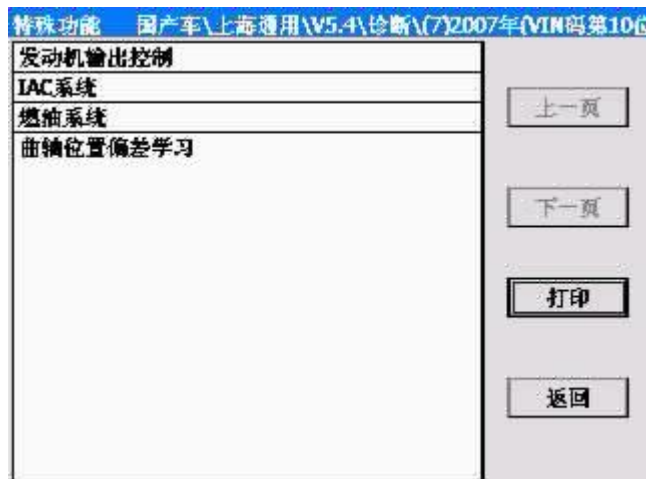 特殊功能 国产车\上海通用\V5.4\诊断\(7)2007年(VIN码第10位
发动机输出控制
IAC系统
燃油系统
曲轴位置偏差学习
上一页
下一页
打印
返回